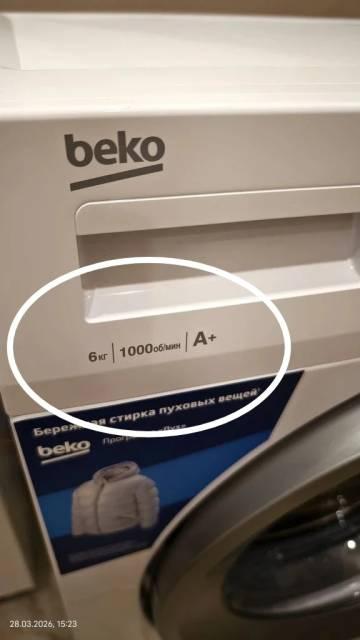 beko
6кг | 1000об/мин | A+
Бережная стирка пуховых вещей
beko
28.03.2026, 15:23